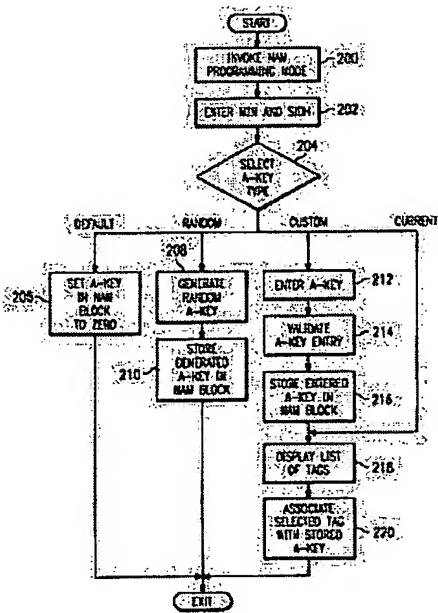 START
INVOKE NAM
PROGRAMMING MODE
200
ENTER MIN AND SIDH
202
204
SELECT
A-KEY
TYPE
DEFAULT
RANDOM
CUSTOM
CURRENT
206
SET A-KEY
IN NAM
BLOCK
TO ZERO
208
GENERATE
RANDOM
A-KEY
210
STORE
GENERATED
A-KEY IN
NAM BLOCK
ENTER A-KEY
212
VALIDATE
A-KEY ENTRY
214
STORE ENTERED
A-KEY IN
NAM BLOCK
216
DISPLAY LIST
OF TAGS
218
ASSOCIATE
SELECTED TAG
WITH STORED
A-KEY
220
EXIT